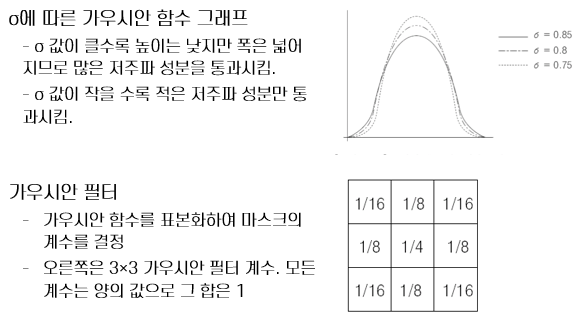 σ에 따른 가우시안 함수 그래프
- σ 값이 클수록 높이는 낮지만 폭은 넓어
지므로 많은 저주파 성분을 통과시킴.
- σ 값이 작을 수록 적은 저주파 성분만 통
과시킴.
σ = 0.85
σ = 0.8
σ = 0.75
가우시안 필터
- 가우시안 함수를 표본화하여 마스크의
계수를 결정
- 오른쪽은 3×3 가우시안 필터 계수. 모든
계수는 양의 값으로 그 합은 1
1/16 1/8 1/16
1/8 1/4 1/8
1/16 1/8 1/16